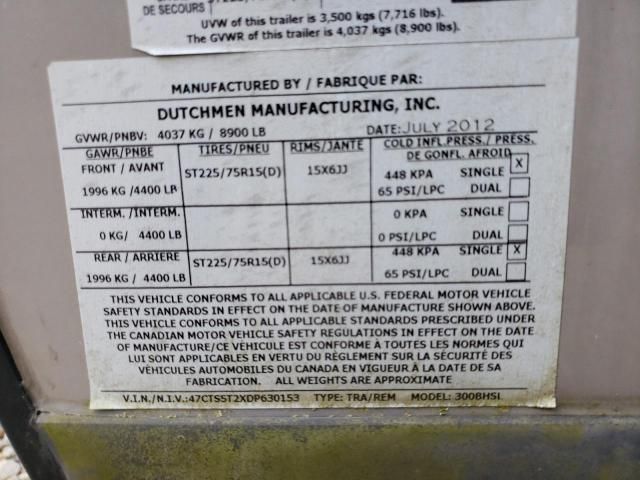 DE SECOURS
UVW of this trailer is 3,500 kgs (7,716 lbs).
The GVWR of this trailer is 4,037 KG / (8,900 LB).
MANUFACTURED BY / FABRIQUE PAR:
DUTCHMEN MANUFACTURING, INC.
GVWR/PNBV: 4037 KG / 8900 LB DATE: JULY 2012
GAWR/PNBE TIRES/PNEU RIMS/JANTE COLD INFL.PRESS./ PRESS.
DE GONFL. AFROID
FRONT / AVANT ST225/75R15(D) 15X6JJ 448 KPA SINGLE X
1996 KG /4400 LB 65 PSI/LPC DUAL
INTERM. /INTERM. 0 KPA SINGLE
0 KG/ 4400 LB 0 PSI/LPC DUAL
REAR / ARRIERE ST225/75R15(D) 15X6JJ 448 KPA SINGLE X
1996 KG / 4400 LB 65 PSI/LPC DUAL
THIS VEHICLE CONFORMS TO ALL APPLICABLE U.S. FEDERAL MOTOR VEHICLE
SAFETY STANDARDS IN EFFECT ON THE DATE OF MANUFACTURE SHOWN ABOVE.
THIS VEHICLE CONFORMS TO ALL APPLICABLE STANDARDS PRESCRIBED UNDER
THE CANADIAN MOTOR VEHICLE SAFETY REGULATIONS IN EFFECT ON THE DATE
OF MANUFACTURE/CE VÉHICULE EST CONFORME À TOUTES LES NORMES QUI
LUI SONT APPLICABLES EN VERTU DU RÈGLEMENT SUR LA SÉCURITÉ DES
VÉHICULES AUTOMOBILES DU CANADA EN VIGUEUR À LA DATE DE SA
FABRICATION. ALL WEIGHTS ARE APPROXIMATE
V.I.N./N.I.V.:47CTSST2XDP630153 TYPE: TRA/REM MODEL: 300BHSL